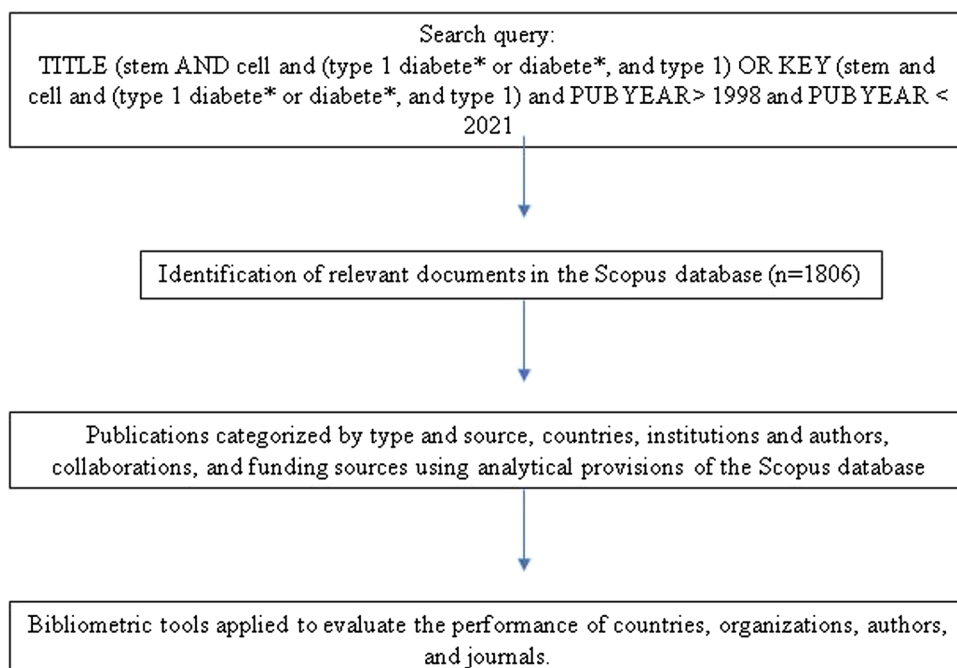 Search query:
TITLE (stem AND cell and (type 1 diabete* or diabete*, and type 1) OR KEY (stem and
cell and (type 1 diabete* or diabete*, and type 1) and PUBYEAR> 1998 and PUBYEAR <
2021
Identification of relevant documents in the Scopus database (n=1806)
Publications categorized by type and source, countries, institutions and authors,
collaborations, and funding sources using analytical provisions of the Scopus database
Bibliometric tools applied to evaluate the performance of countries, organizations, authors,
and journals.